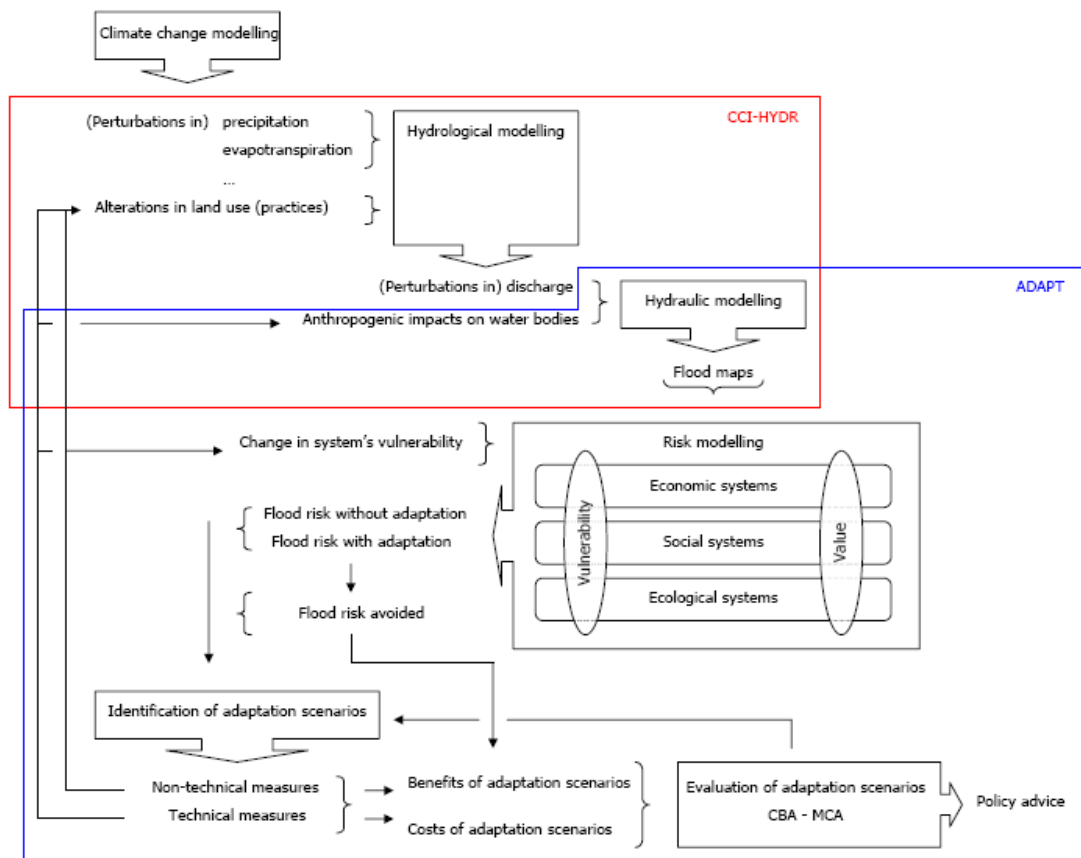 Climate change modelling
CCI-HYDR
(Perturbations in) precipitation
evapotranspiration
...
Hydrological modelling
Alterations in land use (practices)
ADAPT
(Perturbations in) discharge
Anthropogenic impacts on water bodies
Hydraulic modelling
Flood maps
Change in system's vulnerability
Risk modelling
Economic systems
Social systems
Ecological systems
Vulnerability
Value
Flood risk without adaptation
Flood risk with adaptation
Flood risk avoided
Identification of adaptation scenarios
Non-technical measures
Technical measures
Benefits of adaptation scenarios
Costs of adaptation scenarios
Evaluation of adaptation scenarios
CBA - MCA
Policy advice